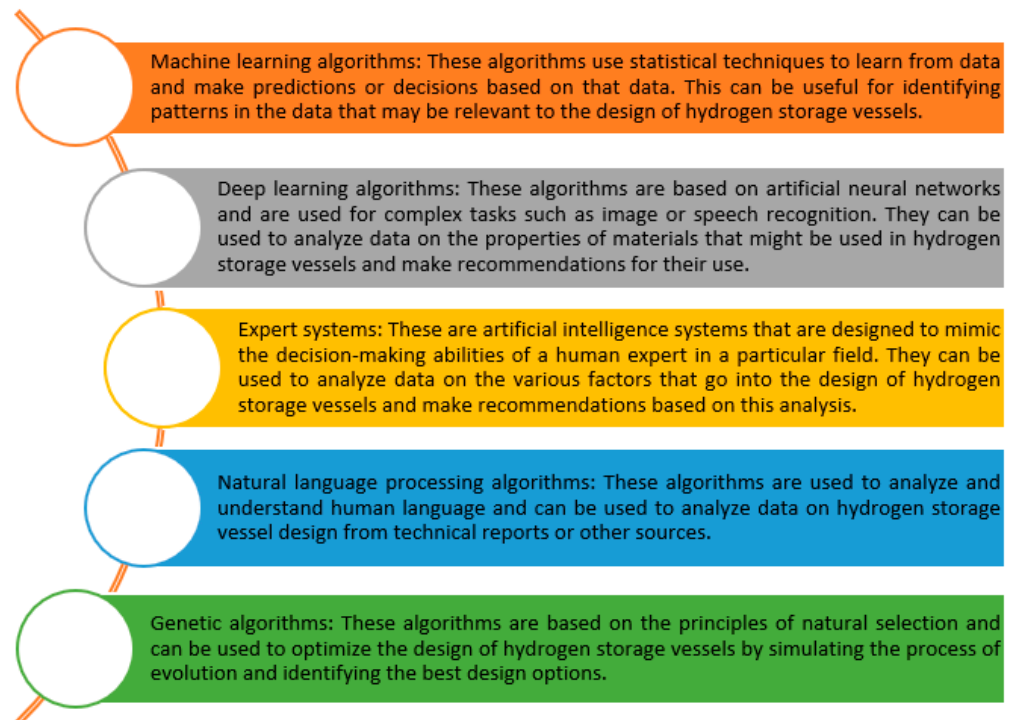 Machine learning algorithms: These algorithms use statistical techniques to learn from data
and make predictions or decisions based on that data. This can be useful for identifying
patterns in the data that may be relevant to the design of hydrogen storage vessels.
Deep learning algorithms: These algorithms are based on artificial neural networks
and are used for complex tasks such as image or speech recognition. They can be
used to analyze data on the properties of materials that might be used in hydrogen
storage vessels and make recommendations for their use.
Expert systems: These are artificial intelligence systems that are designed to mimic
the decision-making abilities of a human expert in a particular field. They can be
used to analyze data on the various factors that go into the design of hydrogen
storage vessels and make recommendations based on this analysis.
Natural language processing algorithms: These algorithms are used to analyze and
understand human language and can be used to analyze data on hydrogen storage
vessel design from technical reports or other sources.
Genetic algorithms: These algorithms are based on the principles of natural selection and
can be used to optimize the design of hydrogen storage vessels by simulating the process of
evolution and identifying the best design options.